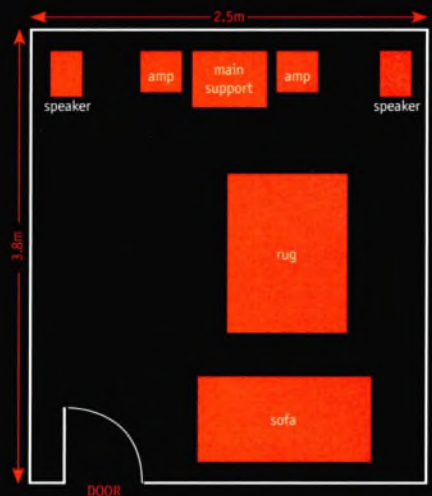 2.5m
speaker
amp
main
support
amp
speaker
3.8m
rug
sofa
DOOR